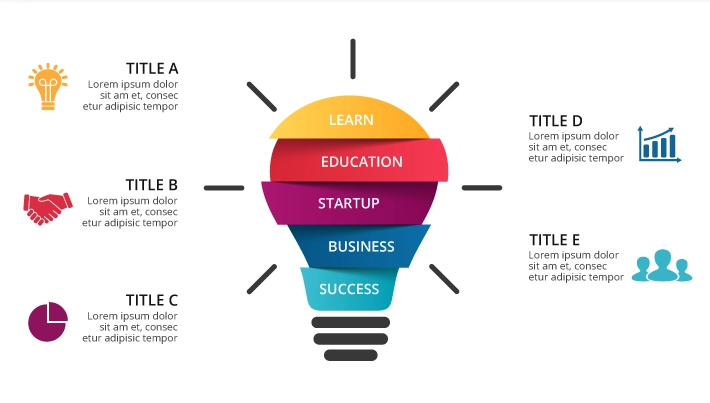 TITLE A
Lorem ipsum dolor
sit am et, consec
etur adipisic tempor
TITLE B
Lorem ipsum dolor
sit am et, consec
etur adipisic tempor
TITLE C
Lorem ipsum dolor
sit am et, consec
etur adipisic tempor
LEARN
EDUCATION
STARTUP
BUSINESS
SUCCESS
TITLE D
Lorem ipsum dolor
sit am et, consec
etur adipisic tempor
TITLE E
Lorem ipsum dolor
sit am et, consec
etur adipisic tempor